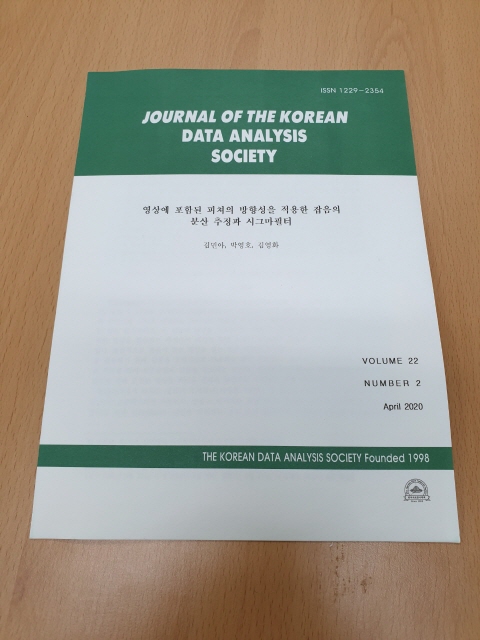 ISSN 1229-2354
JOURNAL OF THE KOREAN
DATA ANALYSIS
SOCIETY
영상에 포함된 피쳐의 방향성을 적용한 잡음의
분산 추정과 시그마필터
김민아, 박영호, 김영화
VOLUME 22
NUMBER 2
April 2020
THE KOREAN DATA ANALYSIS SOCIETY Founded 1998